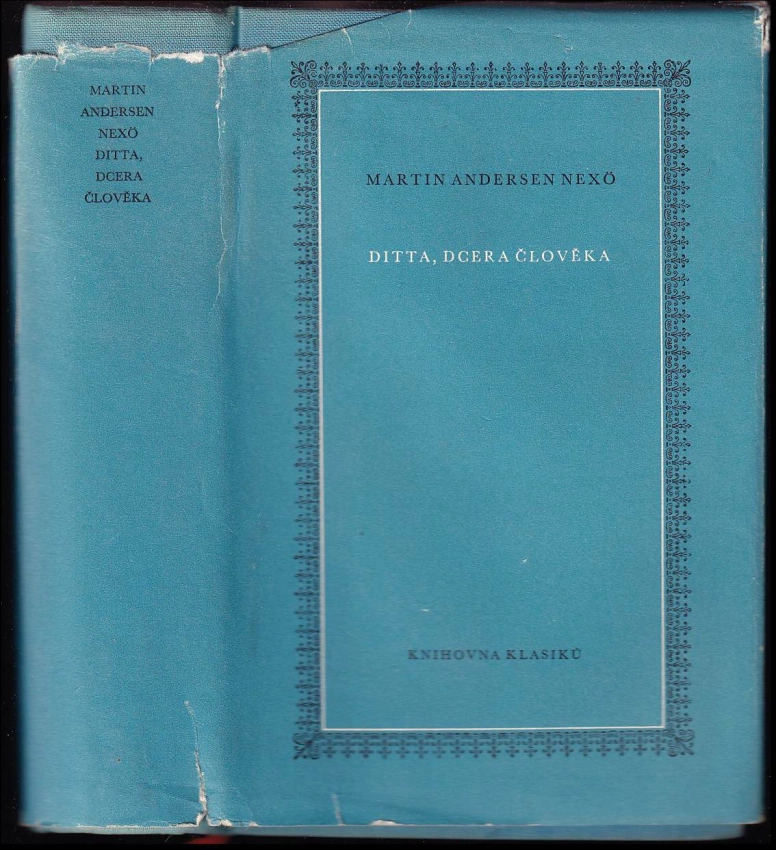 MARTIN
ANDERSEN
NEXÖ
DITTA,
DCERA
ČLOVĚKA
MARTIN ANDERSEN NEXÖ
DITTA, DCERA ČLOVĚKA
KNIHOVNA KLASIKŮ